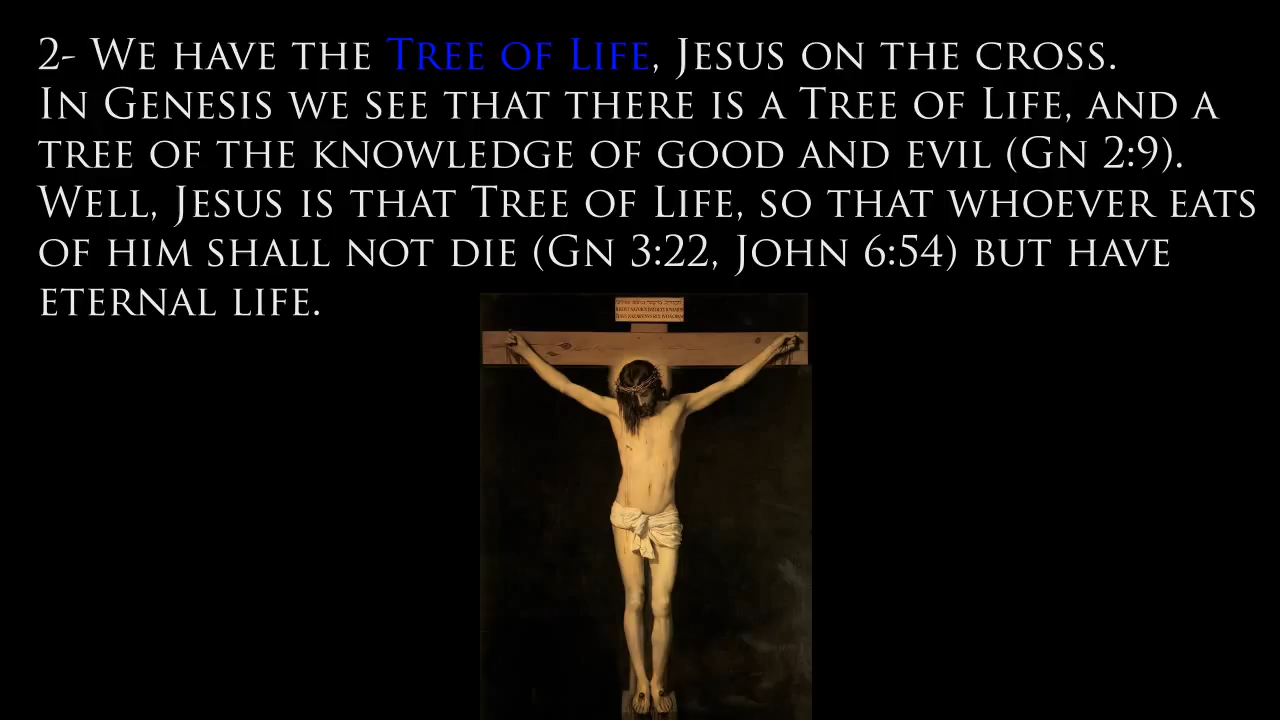 2- We have the Tree of Life, Jesus on the cross.
In Genesis we see that there is a Tree of Life, and a
tree of the knowledge of good and evil (Gn 2:9).
Well, Jesus is that Tree of Life, so that whoever eats
of him shall not die (Gn 3:22, John 6:54) but have
eternal life.